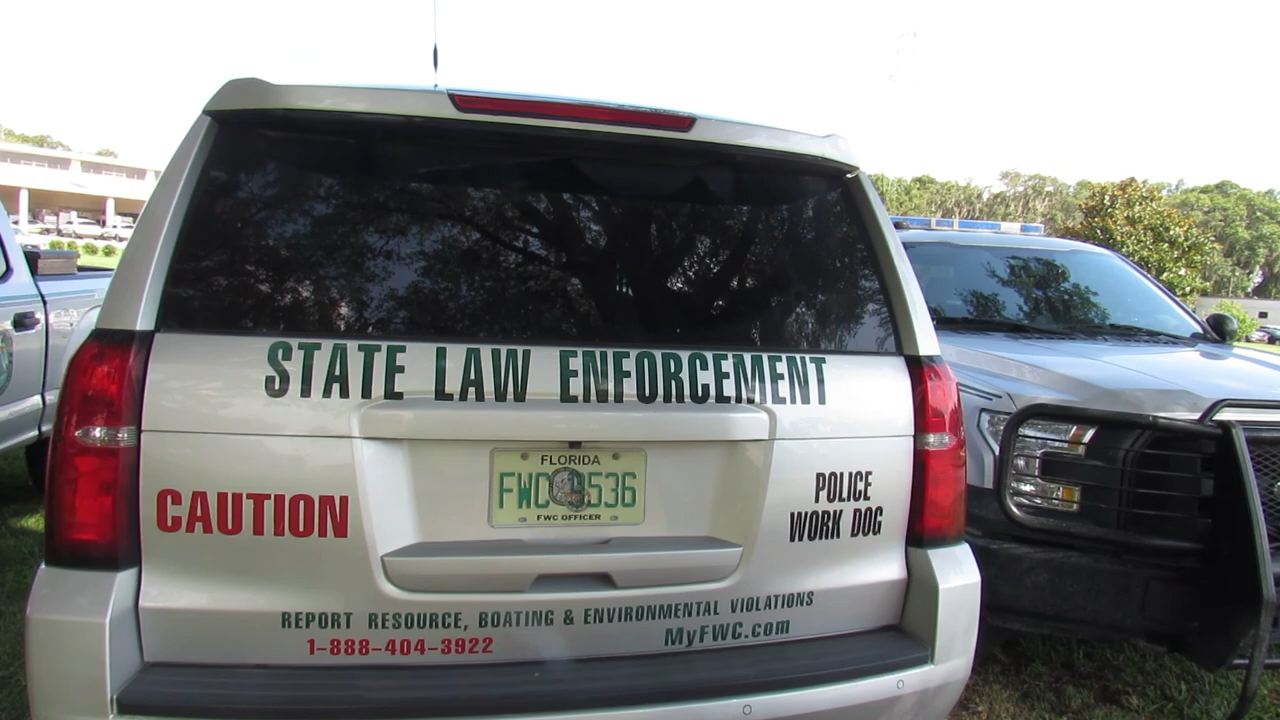 STATE LAW ENFORCEMENT
FLORIDA
FWC 536
FWC OFFICER
CAUTION
POLICE
WORK DOG
REPORT RESOURCE, BOATING & ENVIRONMENTAL VIOLATIONS
1-888-404-3922
MyFWC.com